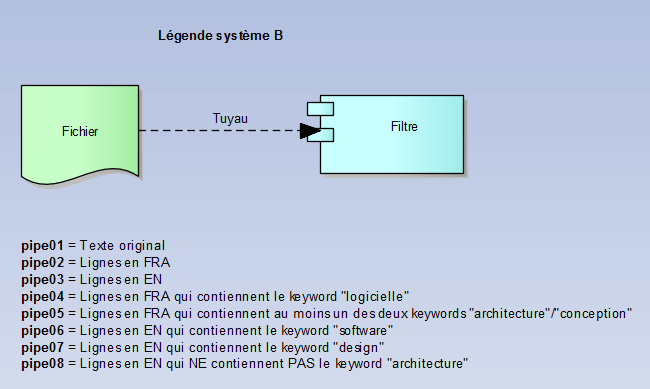 Légende système B
Fichier
Tuyau
Filtre
pipe01 = Texte original
pipe02 = Lignes en FRA
pipe03 = Lignes en EN
pipe04 = Lignes en FRA qui contiennent le keyword "logicielle"
pipe05 = Lignes en FRA qui contiennent au moins un des deux keywords "architecture"/"conception"
pipe06 = Lignes en EN qui contiennent le keyword "software"
pipe07 = Lignes en EN qui contiennent le keyword "design"
pipe08 = Lignes en EN qui NE contiennent PAS le keyword "architecture"